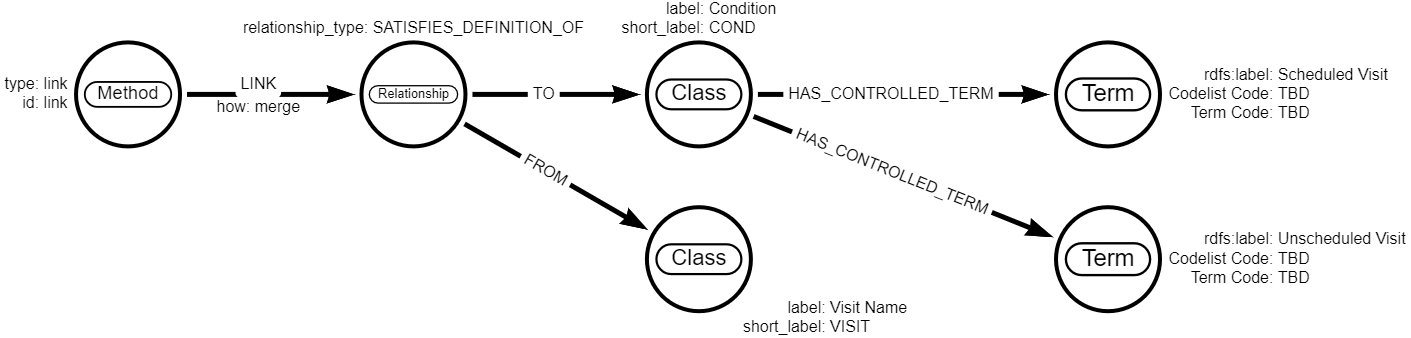 label: Condition
short_label: COND
relationship_type: SATISFIES_DEFINITION_OF
type: link
id: link
Method
LINK
how: merge
Relationship
TO
Class
HAS_CONTROLLED_TERM
Term
rdfs:label: Scheduled Visit
Codelist Code: TBD
Term Code: TBD
FROM
HAS_CONTROLLED_TERM
Class
label: Visit Name
short_label: VISIT
Term
rdfs:label: Unscheduled Visit
Codelist Code: TBD
Term Code: TBD